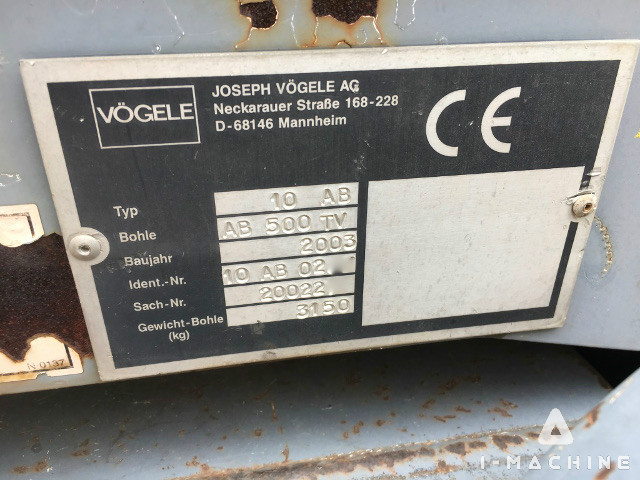 VÖGELE
JOSEPH VÖGELE AG
Neckarauer Straße 168-228
D-68146 Mannheim
CE
Typ 10 AB
Bohle AB 500 TV
Baujahr 2003
Ident.-Nr. 10 AB 02
Sach-Nr. 20022
Gewicht-Bohle 3150
(kg)
N 0137
I-MACHINE